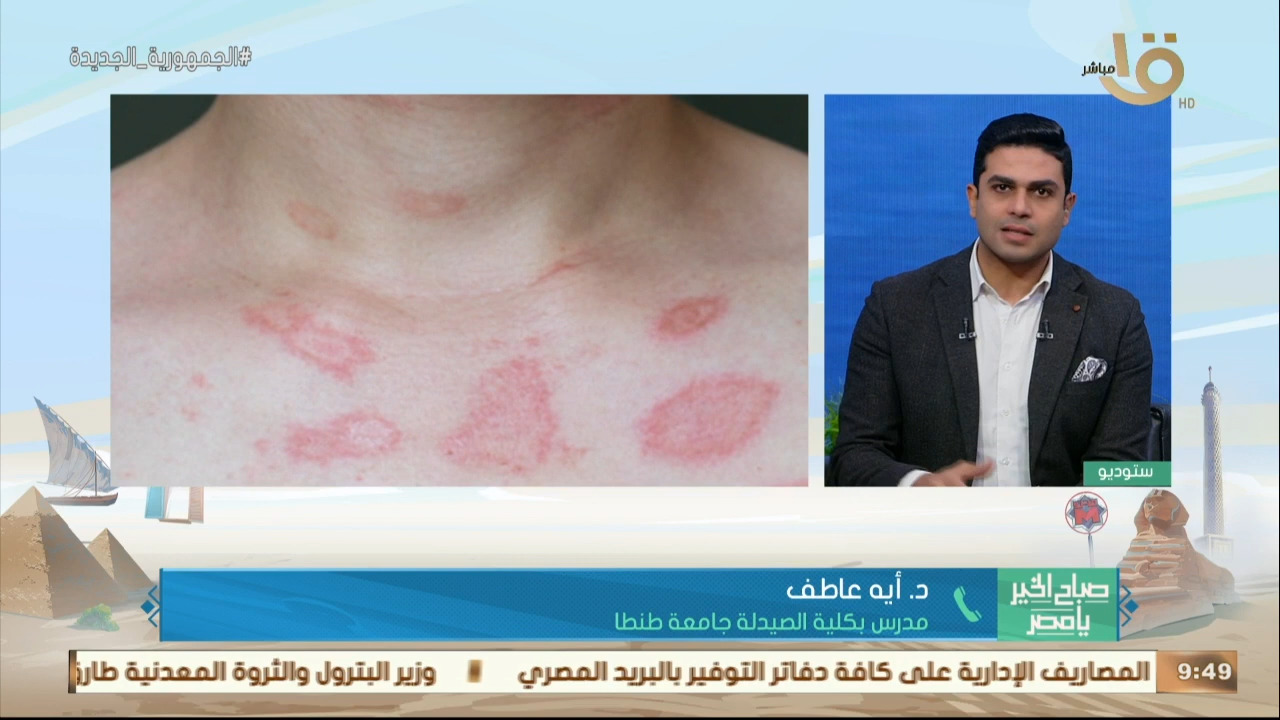 #الجمهورية_الجديدة
مباشر
HD
ستوديو
د. أيه عاطف
مدرس بكلية الصيدلة جامعة طنطا
صباح الخير
يا مصر
9:49
المصاريف الإدارية على كافة دفاتر التوفير بالبريد المصري
وزير البترول والثروة المعدنية طارق